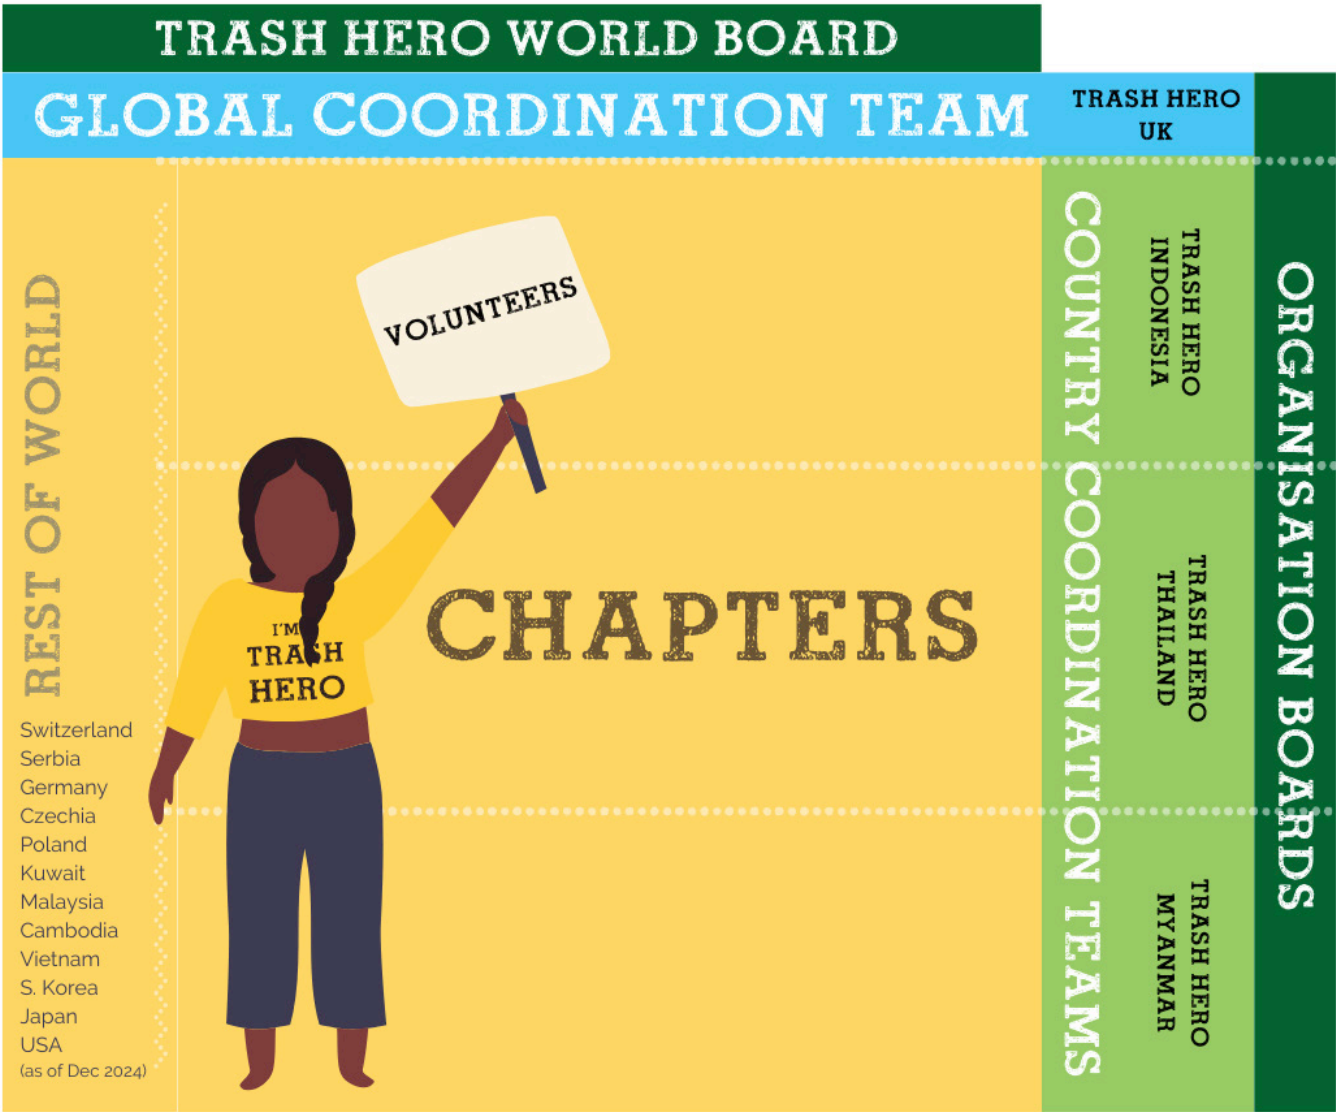 TRASH HERO WORLD BOARD
GLOBAL COORDINATION TEAM
TRASH HERO
UK
REST OF WORLD
Switzerland
Serbia
Germany
Czechia
Poland
Kuwait
Malaysia
Cambodia
Vietnam
S. Korea
Japan
USA
(as of Dec 2024)
VOLUNTEERS
I'M
TRASH
HERO
CHAPTERS
COUNTRY COORDINATION TEAMS
TRASH HERO
INDONESIA
TRASH HERO
THAILAND
TRASH HERO
MYANMAR
ORGANISATION BOARDS